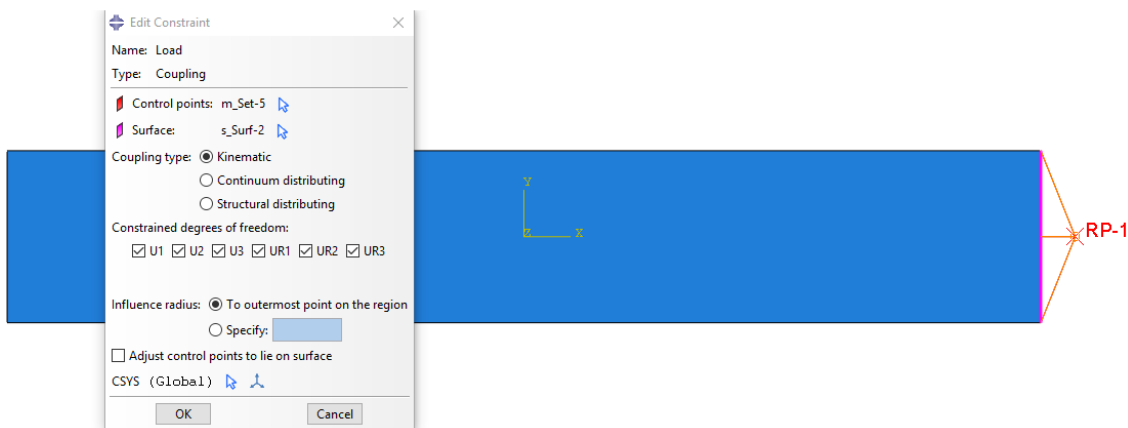 Edit Constraint
Name: Load
Type: Coupling
Control points: m_Set-5
Surface: s_Surf-2
Coupling type: Kinematic
Continuum distributing
Structural distributing
Constrained degrees of freedom:
U1 U2 U3 UR1 UR2 UR3
Influence radius: To outermost point on the region
Specify:
Adjust control points to lie on surface
CSYS (Global)
OK Cancel
Y
Z X
RP-1